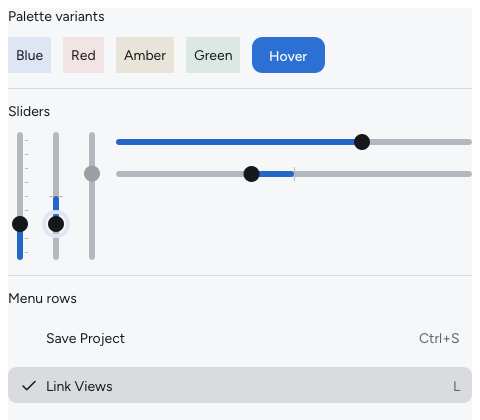 Palette variants
Blue Red Amber Green Hover
Sliders
Menu rows
Save Project Ctrl+S
Link Views L